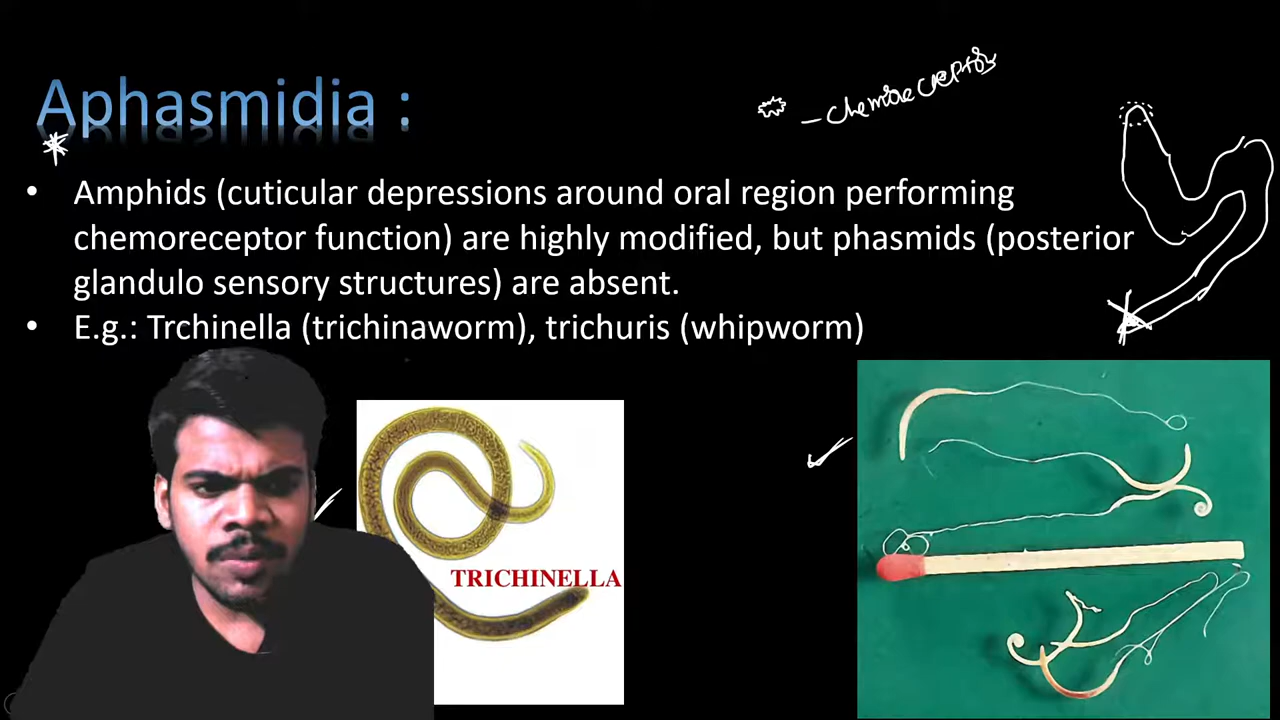 Aphasmidia :
– chemoreceptors
• Amphids (cuticular depressions around oral region performing
chemoreceptor function) are highly modified, but phasmids (posterior
glandulo sensory structures) are absent.
• E.g.: Trchinella (trichinaworm), trichuris (whipworm)
TRICHINELLA